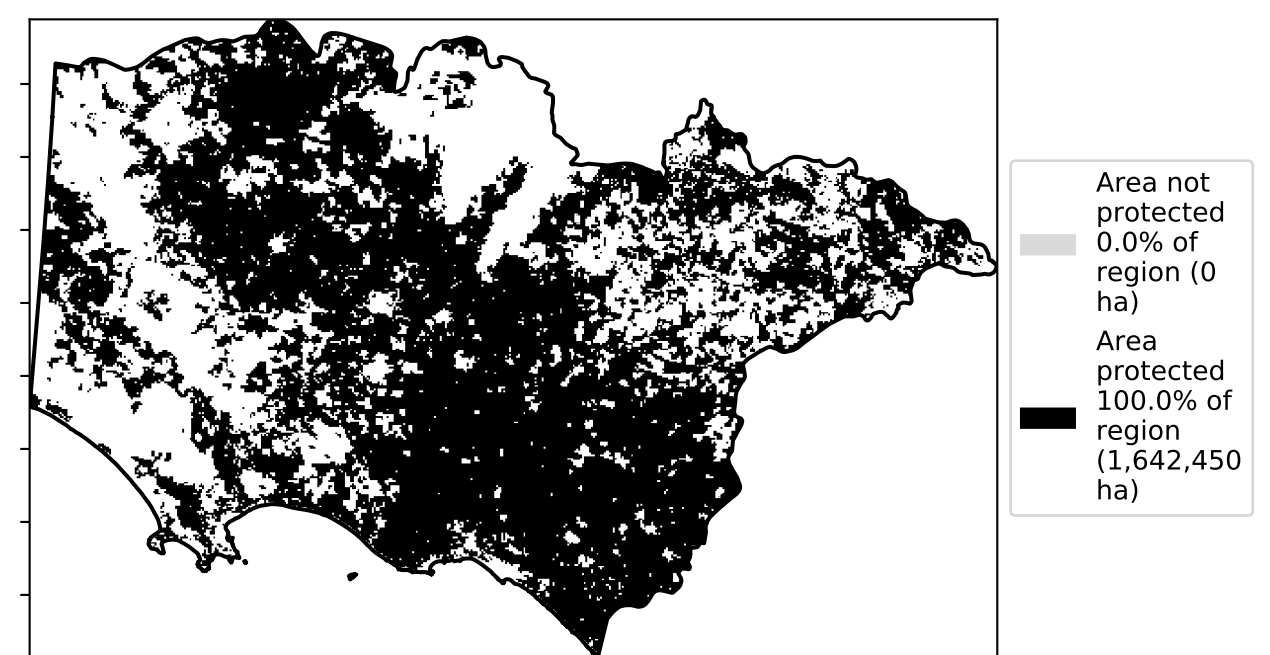 Area not
protected
0.0% of
region (0
ha)
Area
protected
100.0% of
region
(1,642,450
ha)